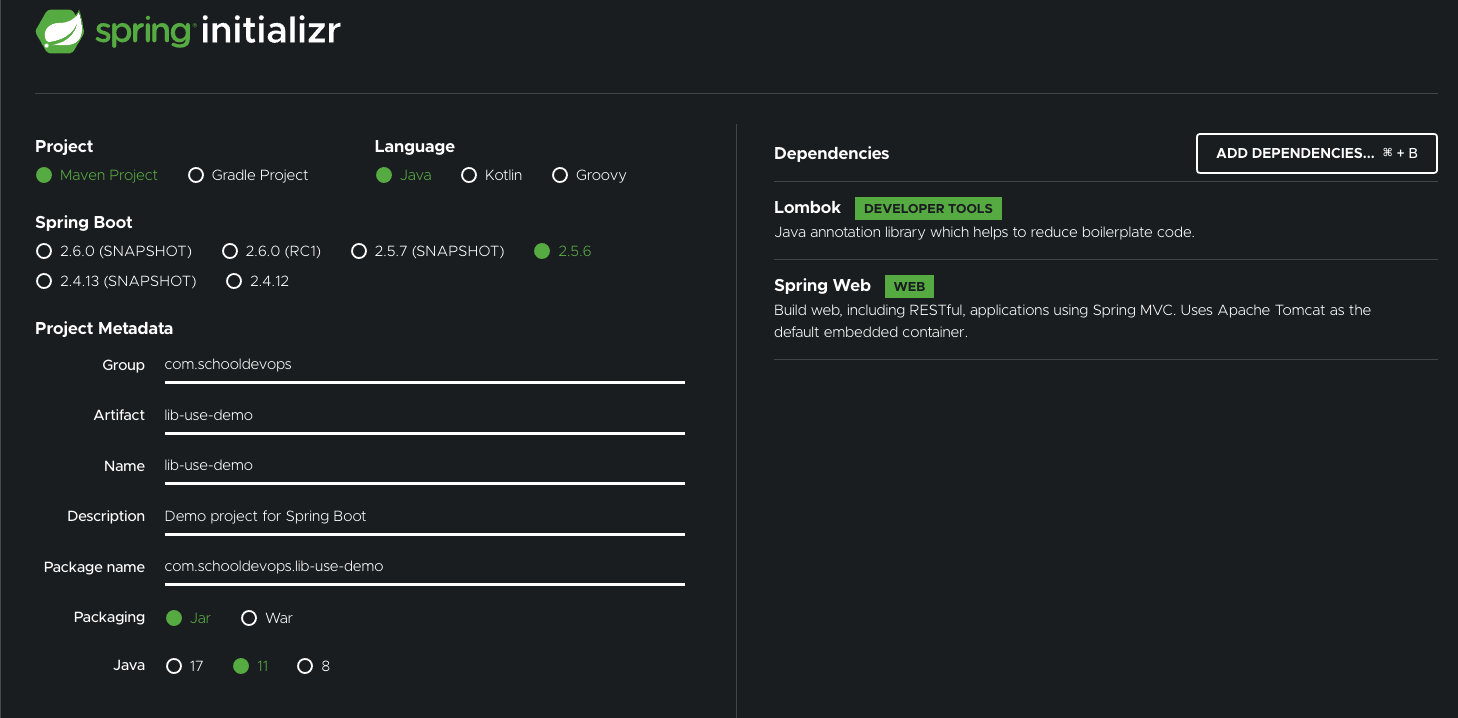 spring initializr
Project
Maven Project Gradle Project
Language
Java Kotlin Groovy
Spring Boot
2.6.0 (SNAPSHOT) 2.6.0 (RC1) 2.5.7 (SNAPSHOT) 2.5.6
2.4.13 (SNAPSHOT) 2.4.12
Project Metadata
Group com.schooldevops
Artifact lib-use-demo
Name lib-use-demo
Description Demo project for Spring Boot
Package name com.schooldevops.lib-use-demo
Packaging Jar War
Java 17 11 8
Dependencies ADD DEPENDENCIES... ⌘ + B
Lombok DEVELOPER TOOLS
Java annotation library which helps to reduce boilerplate code.
Spring Web WEB
Build web, including RESTful, applications using Spring MVC. Uses Apache Tomcat as the
default embedded container.